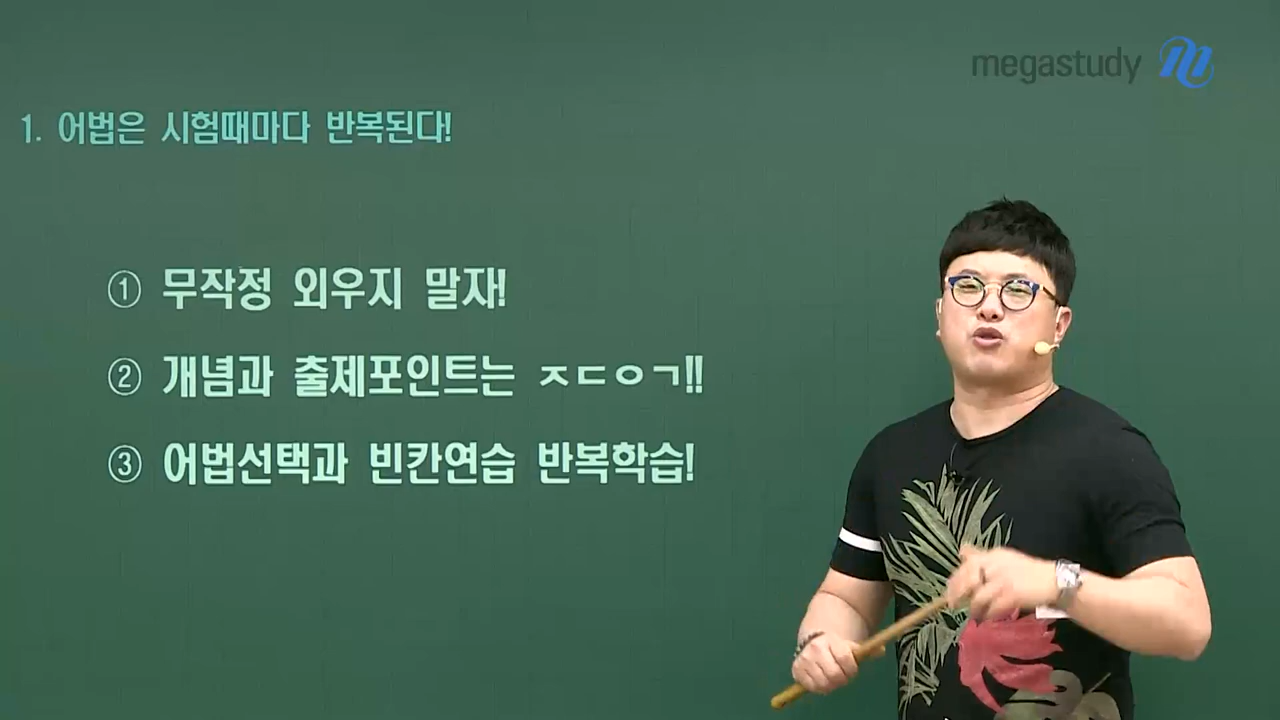 megastudy
1. 어법은 시험때마다 반복된다!
① 무작정 외우지 말자!
② 개념과 출제포인트는 ㅈㄷㅇㄱ!!
③ 어법선택과 빈칸연습 반복학습!